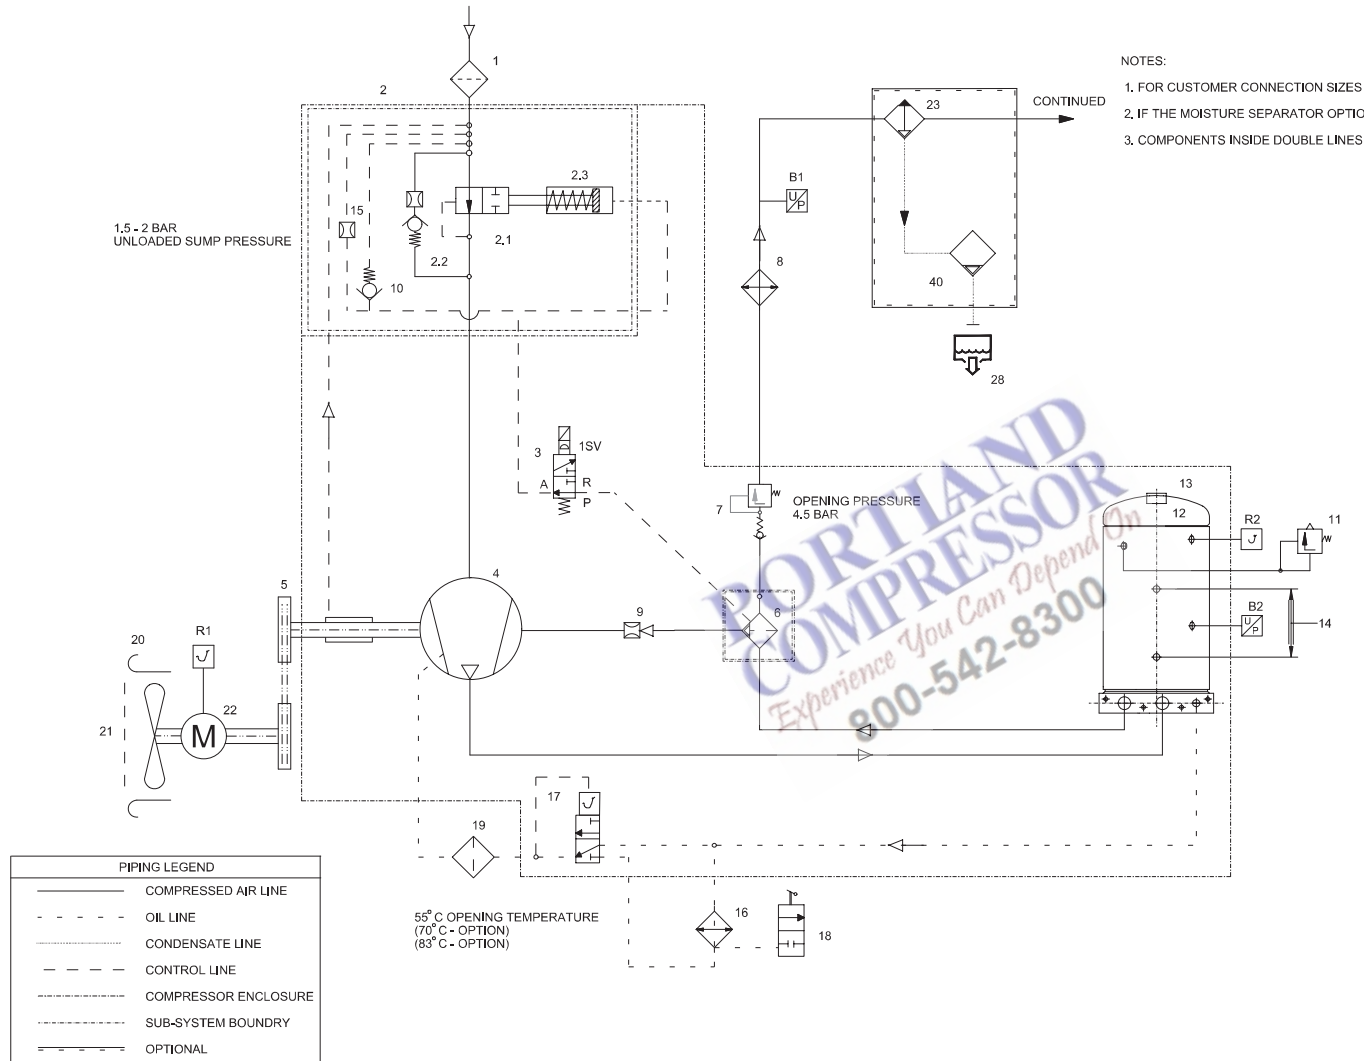 NOTES:
1. FOR CUSTOMER CONNECTION SIZES
2. IF THE MOISTURE SEPARATOR OPTIO
3. COMPONENTS INSIDE DOUBLE LINES
1
2
23
CONTINUED
2.3
B1
U
P
15
2.1
1.5 - 2 BAR
UNLOADED SUMP PRESSURE
2.2
10
8
40
28
3
1SV
A
R
P
7
OPENING PRESSURE
4.5 BAR
13
12
R2
11
PORTLAND
COMPRESSOR
Experience You Can Depend On
800-542-8300
5
4
9
6
B2
U
P
14
20
R1
21
22
M
17
19
55°C OPENING TEMPERATURE
(70°C - OPTION)
(83°C - OPTION)
16
18
PIPING LEGEND
COMPRESSED AIR LINE
OIL LINE
CONDENSATE LINE
CONTROL LINE
COMPRESSOR ENCLOSURE
SUB-SYSTEM BOUNDRY
OPTIONAL